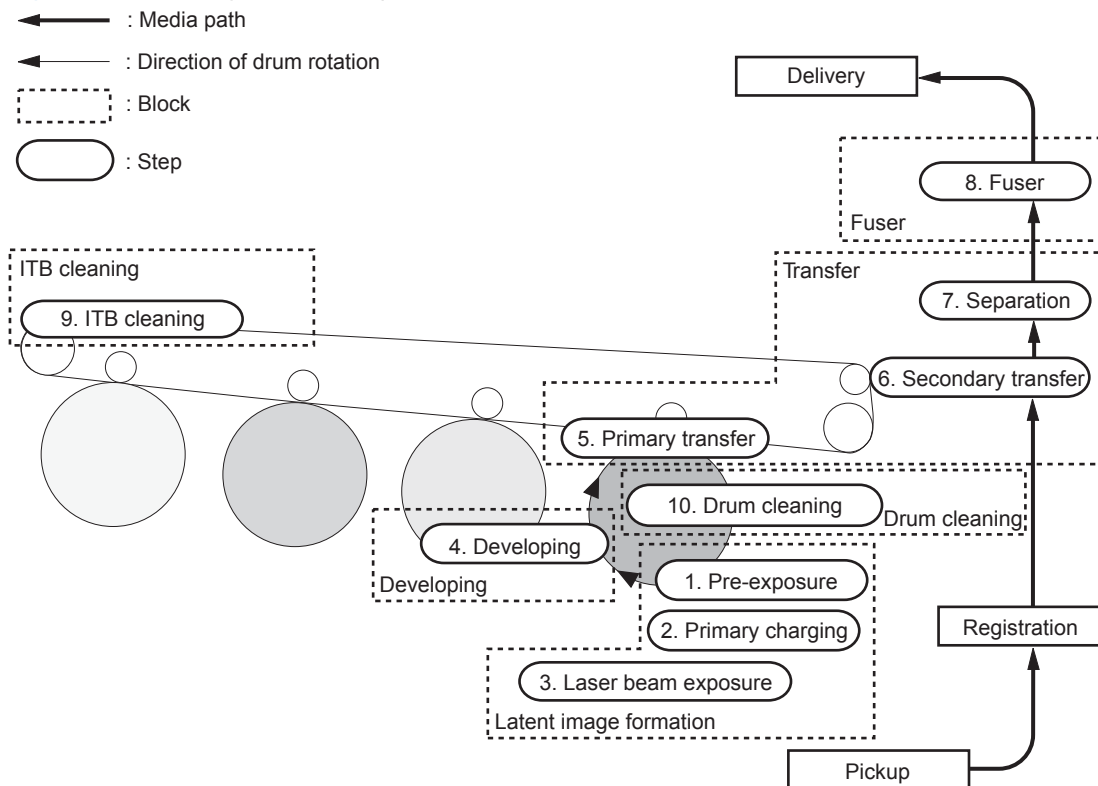 : Media path
: Direction of drum rotation
: Block
: Step
Delivery
8. Fuser
Fuser
ITB cleaning
Transfer
9. ITB cleaning
7. Separation
6. Secondary transfer
5. Primary transfer
10. Drum cleaning
Drum cleaning
4. Developing
Developing
1. Pre-exposure
2. Primary charging
Registration
3. Laser beam exposure
Latent image formation
Pickup